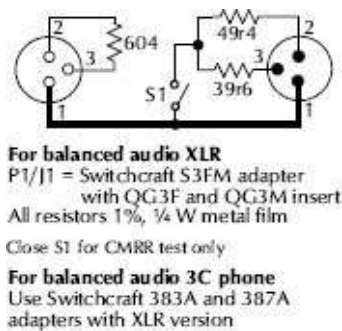 2 604 3 1
49r4 2 3 39r6 S1 1
For balanced audio XLR
P1/J1 = Switchcraft S3FM adapter
with QG3F and QG3M insert
All resistors 1%, ¼ W metal film
Close S1 for CMRR test only
For balanced audio 3C phone
Use Switchcraft 383A and 387A
adapters with XLR version